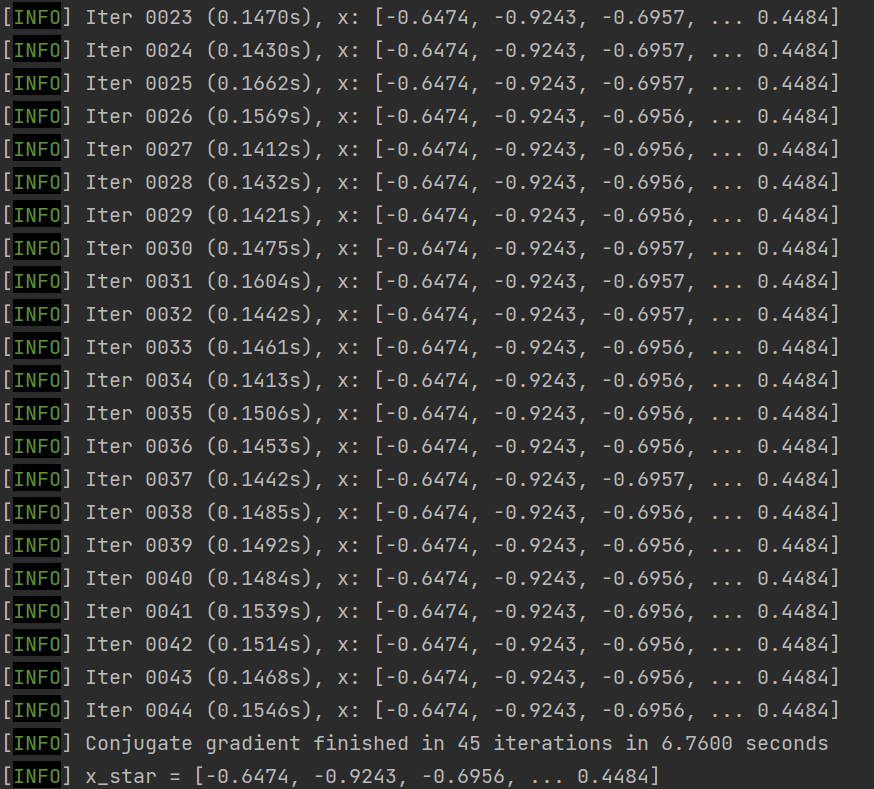 [INFO] Iter 0023 (0.1470s), x: [-0.6474, -0.9243, -0.6957, ... 0.4484]
[INFO] Iter 0024 (0.1430s), x: [-0.6474, -0.9243, -0.6957, ... 0.4484]
[INFO] Iter 0025 (0.1662s), x: [-0.6474, -0.9243, -0.6957, ... 0.4484]
[INFO] Iter 0026 (0.1569s), x: [-0.6474, -0.9243, -0.6956, ... 0.4484]
[INFO] Iter 0027 (0.1412s), x: [-0.6474, -0.9243, -0.6956, ... 0.4484]
[INFO] Iter 0028 (0.1432s), x: [-0.6474, -0.9243, -0.6956, ... 0.4484]
[INFO] Iter 0029 (0.1421s), x: [-0.6474, -0.9243, -0.6956, ... 0.4484]
[INFO] Iter 0030 (0.1475s), x: [-0.6474, -0.9243, -0.6957, ... 0.4484]
[INFO] Iter 0031 (0.1604s), x: [-0.6474, -0.9243, -0.6957, ... 0.4484]
[INFO] Iter 0032 (0.1442s), x: [-0.6474, -0.9243, -0.6957, ... 0.4484]
[INFO] Iter 0033 (0.1461s), x: [-0.6474, -0.9243, -0.6956, ... 0.4484]
[INFO] Iter 0034 (0.1413s), x: [-0.6474, -0.9243, -0.6956, ... 0.4484]
[INFO] Iter 0035 (0.1506s), x: [-0.6474, -0.9243, -0.6956, ... 0.4484]
[INFO] Iter 0036 (0.1453s), x: [-0.6474, -0.9243, -0.6956, ... 0.4484]
[INFO] Iter 0037 (0.1442s), x: [-0.6474, -0.9243, -0.6957, ... 0.4484]
[INFO] Iter 0038 (0.1485s), x: [-0.6474, -0.9243, -0.6956, ... 0.4484]
[INFO] Iter 0039 (0.1492s), x: [-0.6474, -0.9243, -0.6956, ... 0.4484]
[INFO] Iter 0040 (0.1484s), x: [-0.6474, -0.9243, -0.6956, ... 0.4484]
[INFO] Iter 0041 (0.1539s), x: [-0.6474, -0.9243, -0.6956, ... 0.4484]
[INFO] Iter 0042 (0.1514s), x: [-0.6474, -0.9243, -0.6956, ... 0.4484]
[INFO] Iter 0043 (0.1468s), x: [-0.6474, -0.9243, -0.6956, ... 0.4484]
[INFO] Iter 0044 (0.1546s), x: [-0.6474, -0.9243, -0.6956, ... 0.4484]
[INFO] Conjugate gradient finished in 45 iterations in 6.7600 seconds
[INFO] x_star = [-0.6474, -0.9243, -0.6956, ... 0.4484]